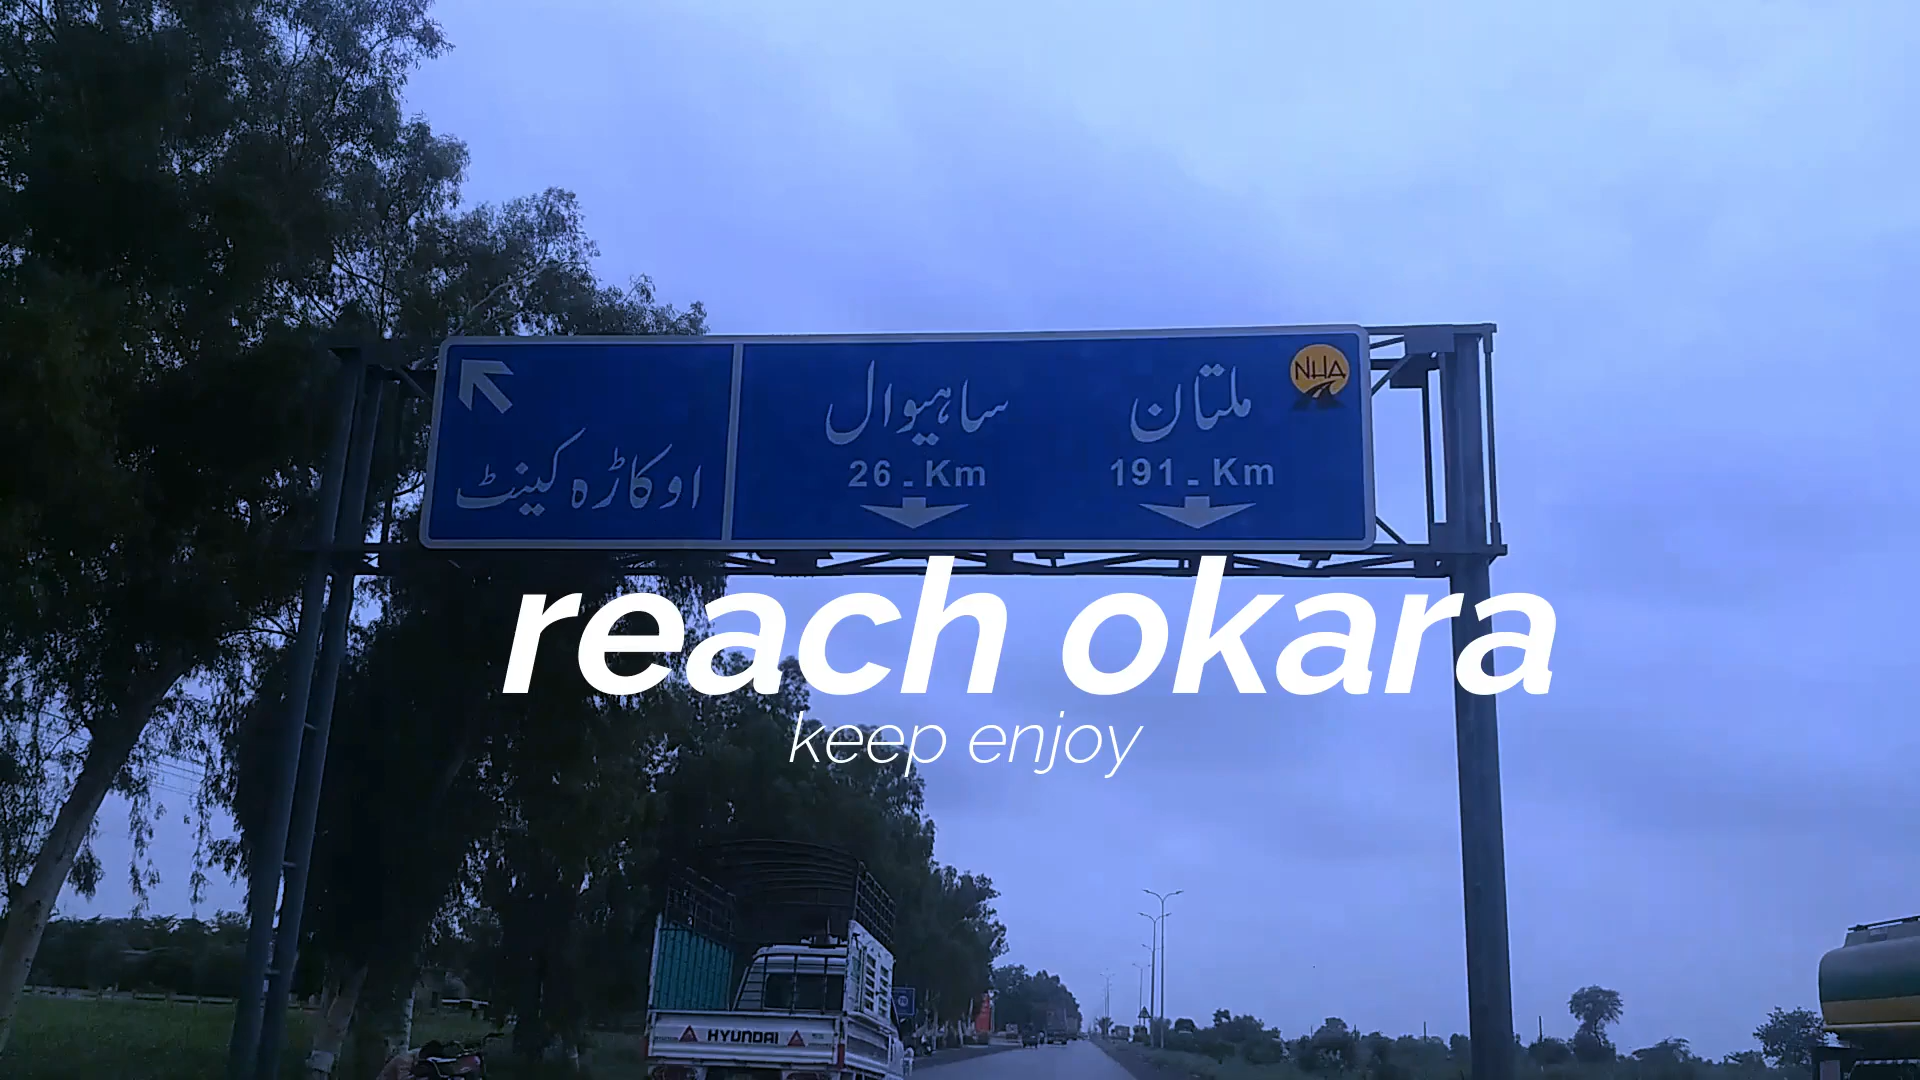 NHA
ملتان
191 - Km
ساہیوال
26 - Km
اوکاڑہ کینٹ
reach okara
keep enjoy
HYUNDAI